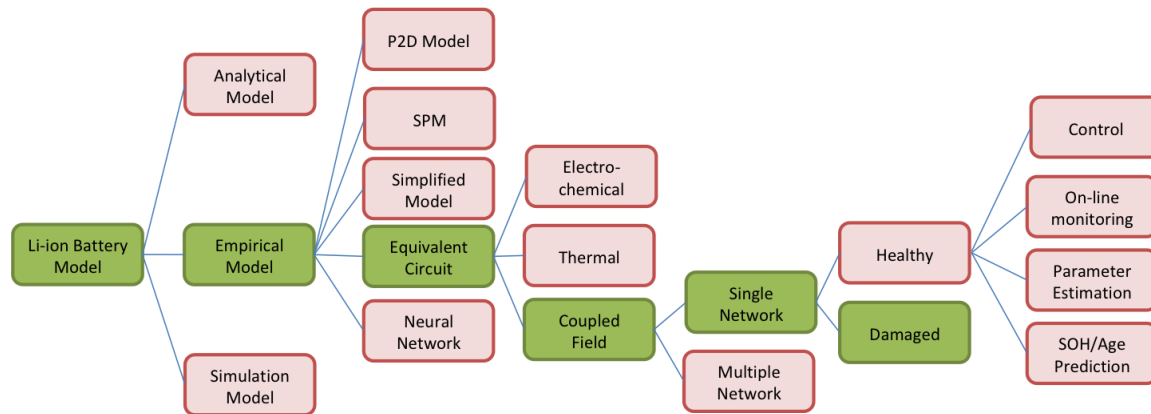 Li-ion Battery
Model
Analytical
Model
Empirical
Model
Simulation
Model
P2D Model
SPM
Simplified
Model
Equivalent
Circuit
Neural
Network
Electro-
chemical
Thermal
Coupled
Field
Single
Network
Multiple
Network
Healthy
Damaged
Control
On-line
monitoring
Parameter
Estimation
SOH/Age
Prediction